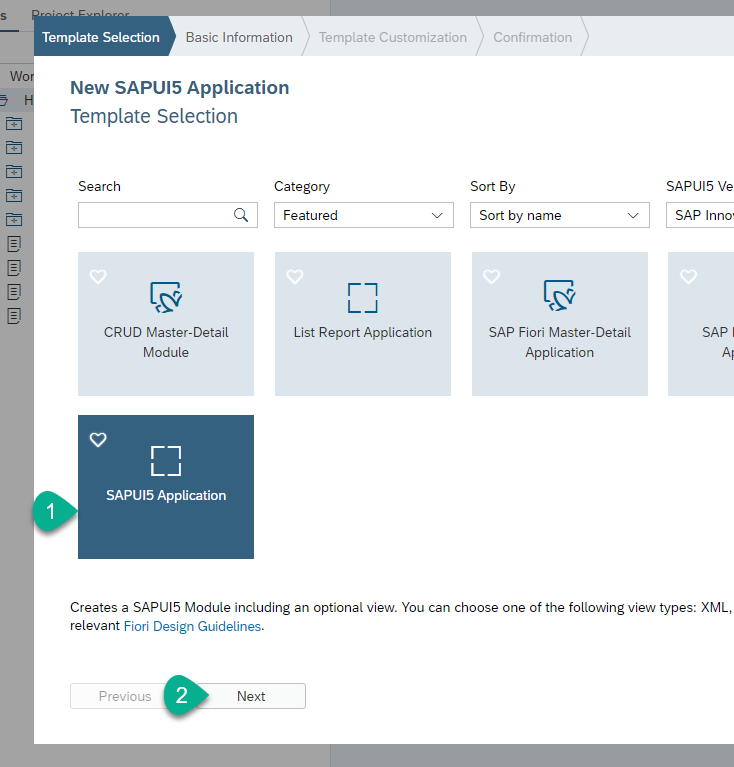 s Project Explorer
Template Selection Basic Information Template Customization Confirmation
Wor
H
New SAPUI5 Application
Template Selection
Search Category Sort By SAPUI5 Ve
Featured Sort by name SAP Inno
CRUD Master-Detail
Module
List Report Application
SAP Fiori Master-Detail
Application
SAP
Ap
SAPUI5 Application
1
Creates a SAPUI5 Module including an optional view. You can choose one of the following view types: XML,
relevant Fiori Design Guidelines.
Previous 2 Next